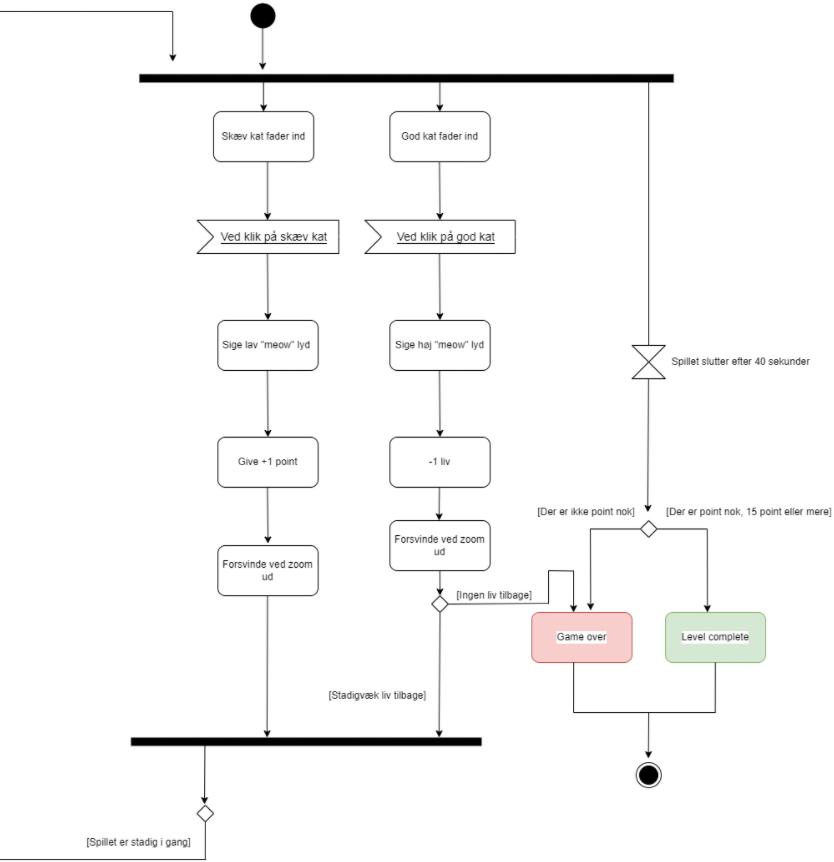 Skæv kat fader ind
God kat fader ind
Ved klik på skæv kat
Ved klik på god kat
Sige lav "meow" lyd
Sige høj "meow" lyd
Spillet slutter efter 40 sekunder
Give +1 point
-1 liv
[Der er ikke point nok]
[Der er point nok, 15 point eller mere]
Forsvinde ved zoom
ud
Forsvinde ved zoom
ud
[Ingen liv tilbage]
Game over
Level complete
[Stadigvæk liv tilbage]
[Spillet er stadig i gang]